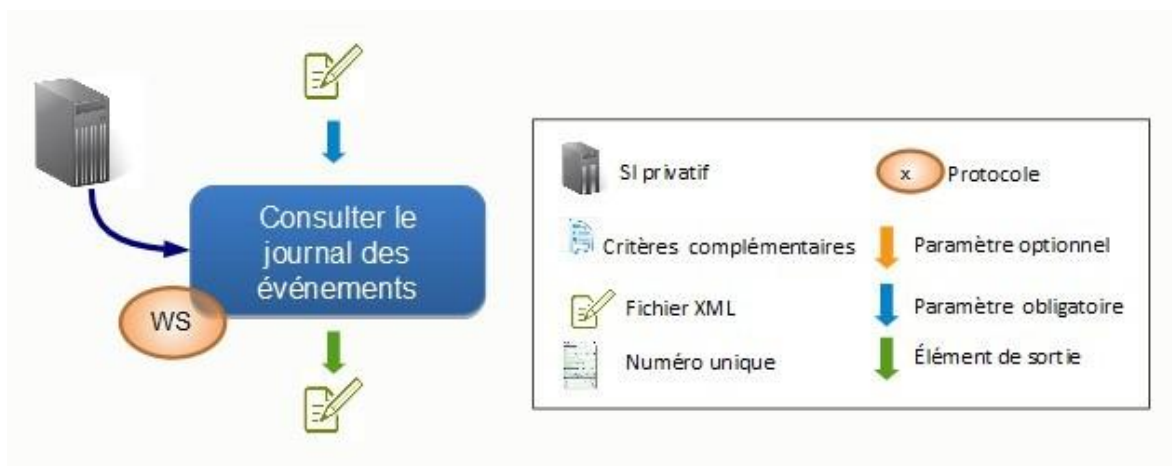 Consulter le
journal des
événements
WS
SI privatif
x Protocole
Critères complémentaires
Paramètre optionnel
Fichier XML
Paramètre obligatoire
Numéro unique
Élément de sortie